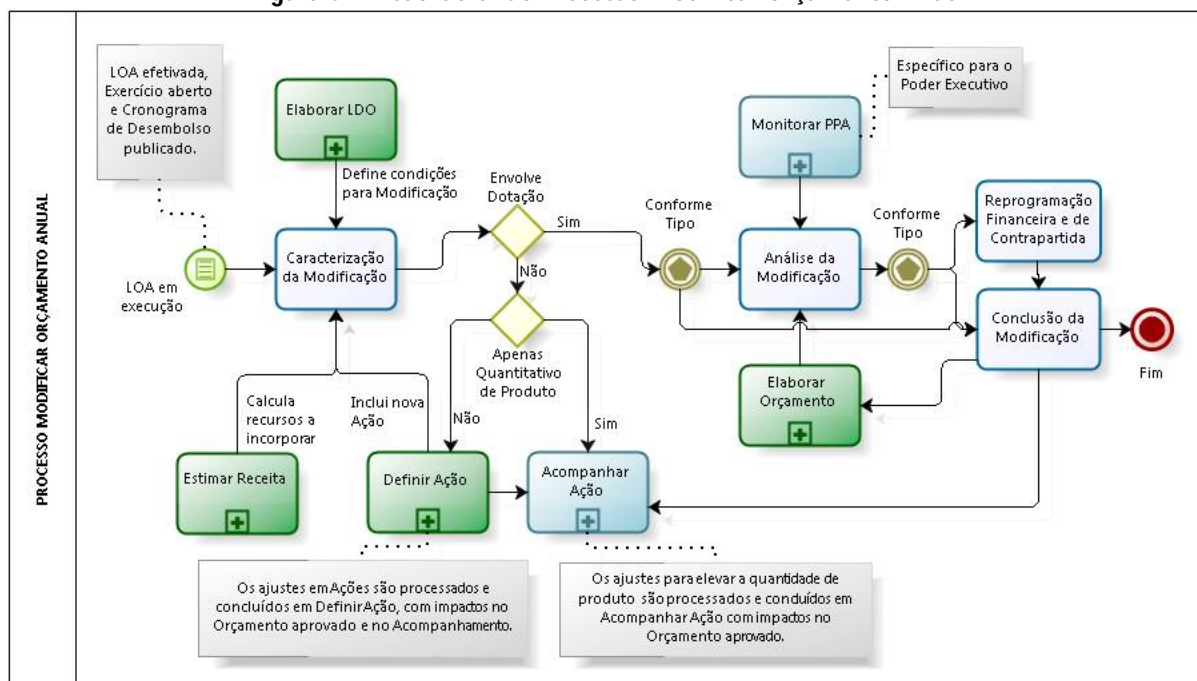 PROCESSO MODIFICAR ORÇAMENTO ANUAL
LOA efetivada,
Exercício aberto
e Cronograma
de Desembolso
publicado.
Elaborar LDO
Define condições
para Modificação
Envolve
Dotação
Sim
Não
Conforme
Tipo
Monitorar PPA
Específico para o
Poder Executivo
Conforme
Tipo
Reprogramação
Financeira e de
Contrapartida
LOA em
execução
Caracterização
da Modificação
Análise da
Modificação
Conclusão da
Modificação
Fim
Apenas
Quantitativo
de Produto
Não
Sim
Elaborar
Orçamento
Calcula
recursos a
incorporar
Inclui nova
Ação
Estimar Receita
Definir Ação
Acompanhar
Ação
Os ajustes em Ações são processados e
concluídos em Definir Ação, com impactos no
Orçamento aprovado e no Acompanhamento.
Os ajustes para elevar a quantidade de
produto são processados e concluídos em
Acompanhar Ação com impactos no
Orçamento aprovado.